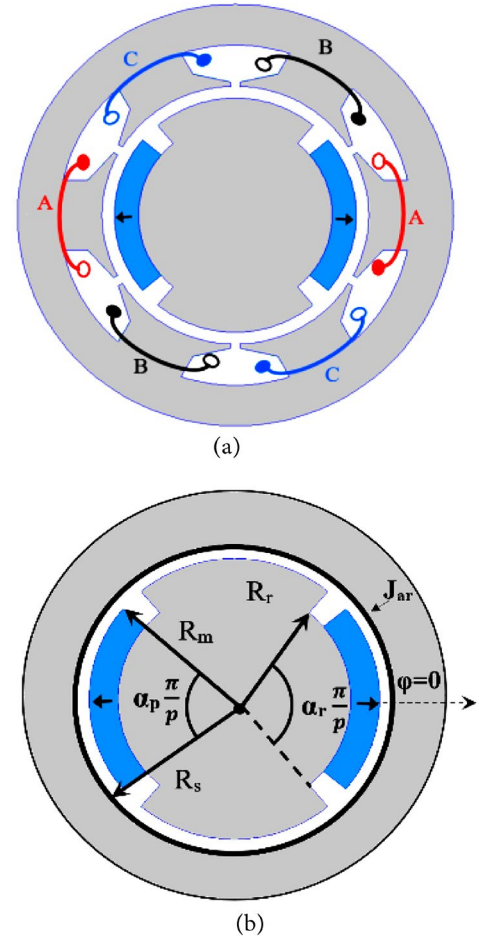 C
B
A
A
B
C
(a)
R_r
J_ar
R_m
φ=0
α_p π/p
α_r π/p
R_s
(b)